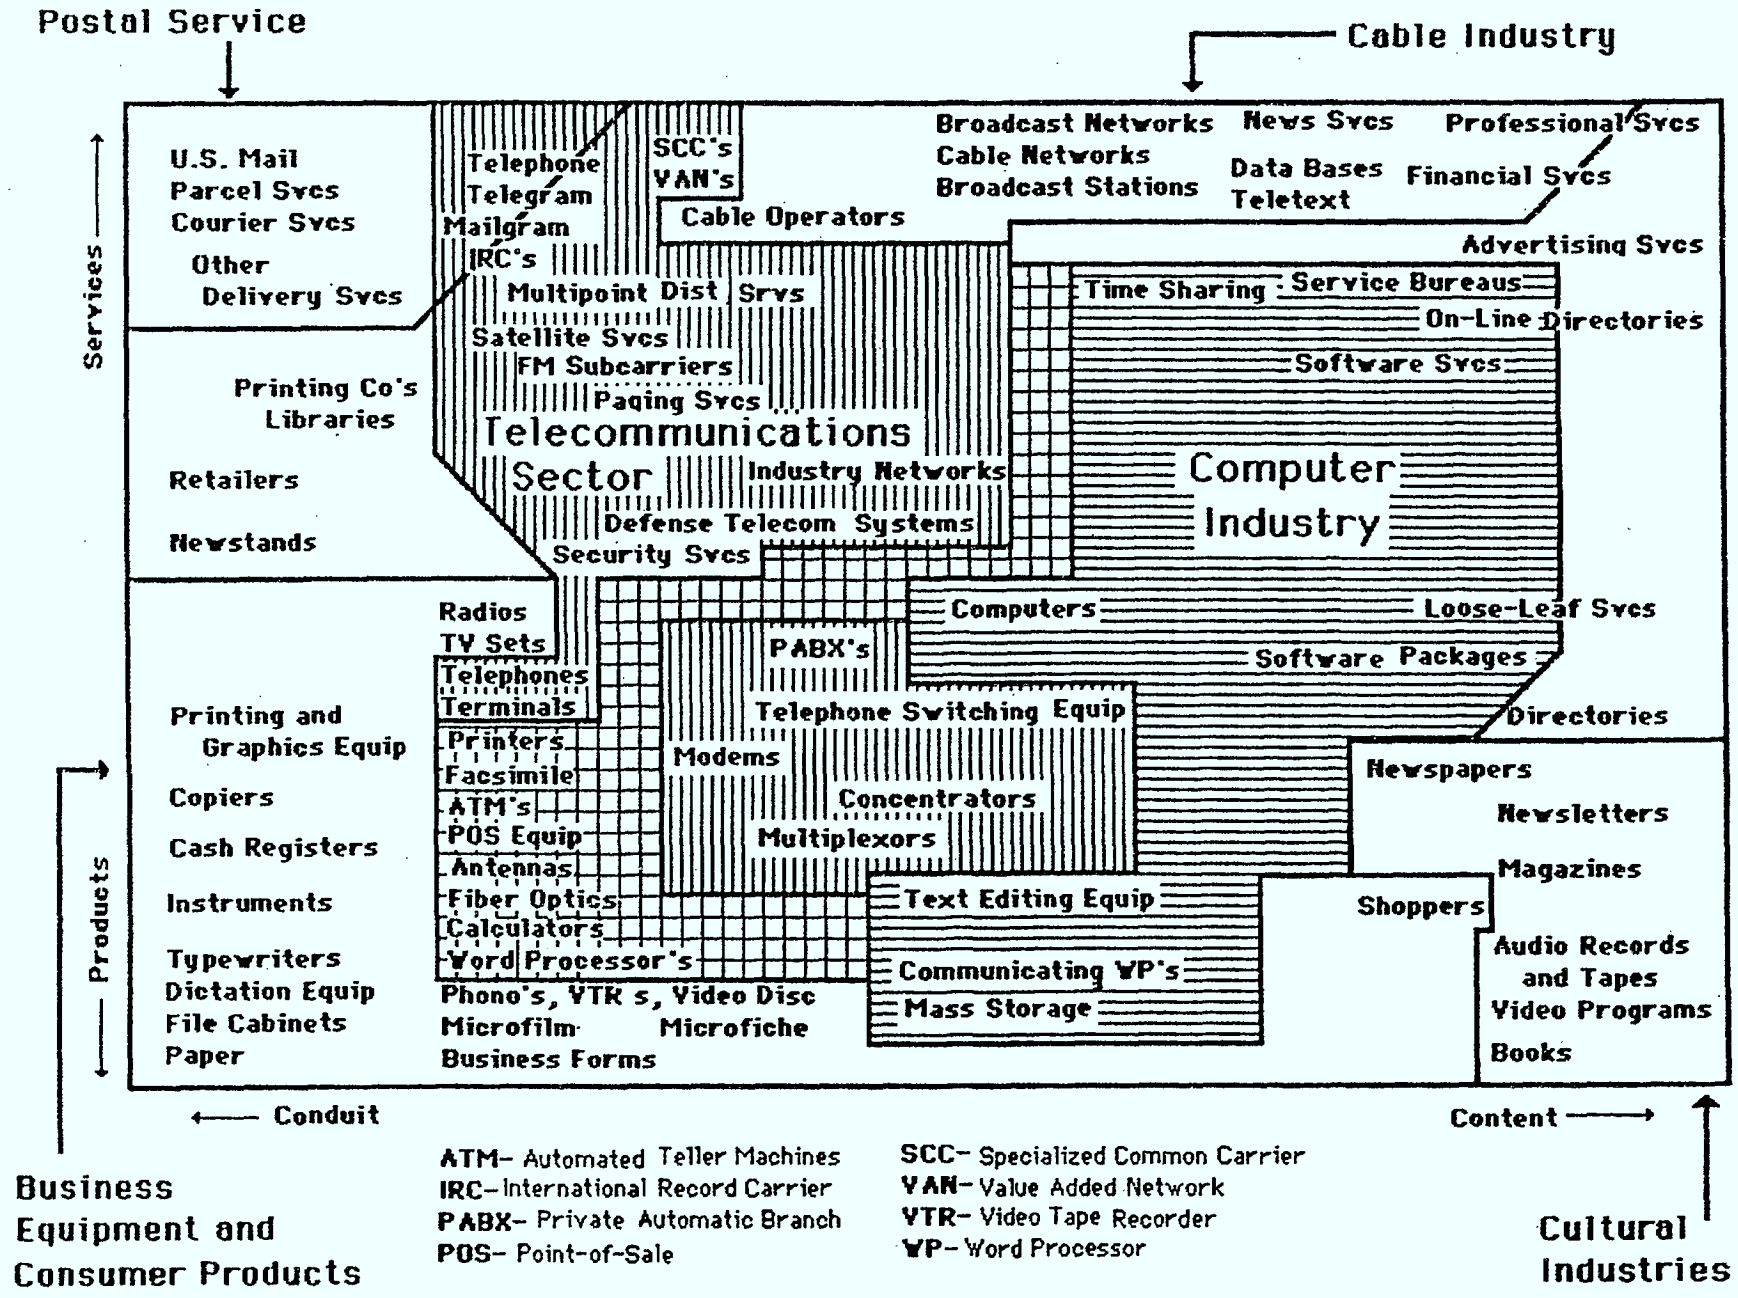 Postal Service
Cable Industry
Services
U.S. Mail
Parcel Svcs
Courier Svcs
Other
Delivery Svcs
Telephone
Telegram
Mailgram
IRC's
SCC's
VAN's
Cable Operators
Broadcast Networks
Cable Networks
Broadcast Stations
News Svcs
Data Bases
Teletext
Professional Svcs
Financial Svcs
Advertising Svcs
Multipoint Dist Srvs
Satellite Svcs
FM Subcarriers
Paging Svcs
Time Sharing
Service Bureaus
On-Line Directories
Software Svcs
Printing Co's
Libraries
Retailers
Newstands
Telecommunications
Sector
Industry Networks
Defense Telecom Systems
Security Svcs
Computer
Industry
Radios
TV Sets
Telephones
Terminals
PABX's
Computers
Loose-Leaf Svcs
Software Packages
Directories
Products
Printing and
Graphics Equip
Copiers
Cash Registers
Instruments
Typewriters
Dictation Equip
File Cabinets
Paper
Printers
Facsimile
ATM's
POS Equip
Antennas
Fiber Optics
Calculators
Word Processor's
Phono's, VTR s, Video Disc
Microfilm Microfiche
Business Forms
Telephone Switching Equip
Modems
Concentrators
Multiplexors
Text Editing Equip
Communicating WP's
Mass Storage
Newspapers
Newsletters
Magazines
Shoppers
Audio Records
and Tapes
Video Programs
Books
Conduit
Content
ATM- Automated Teller Machines
IRC-International Record Carrier
PABX- Private Automatic Branch
POS- Point-of-Sale
SCC- Specialized Common Carrier
VAN- Value Added Network
VTR- Video Tape Recorder
WP- Word Processor
Business
Equipment and
Consumer Products
Cultural
Industries